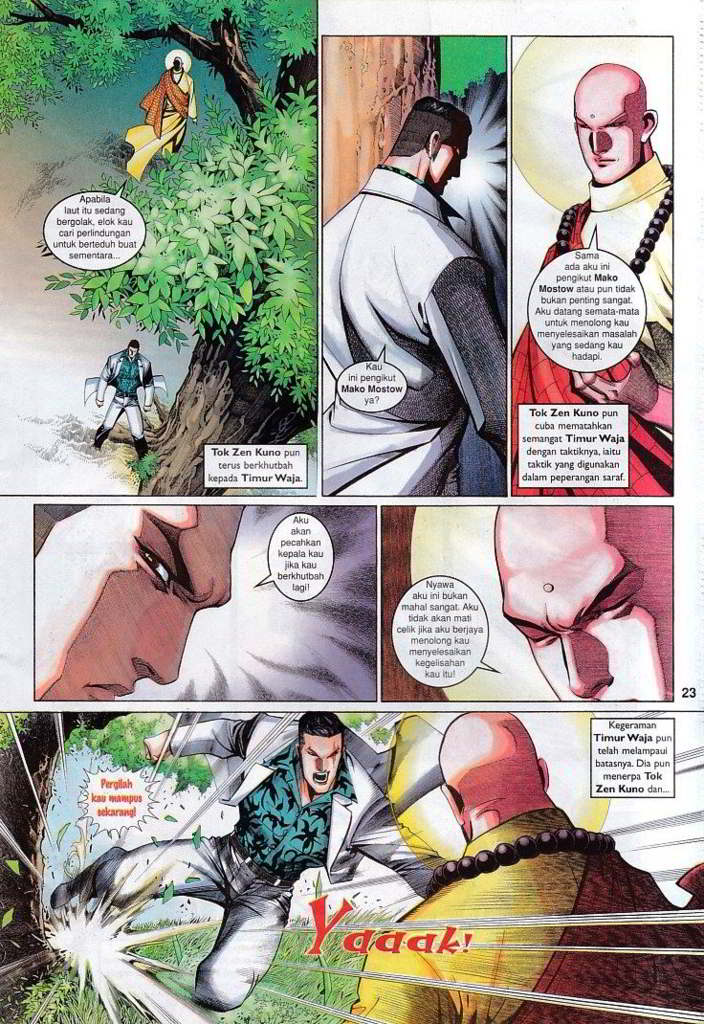 Apabila
laut itu sedang
bergolak, elok kau
cari perlindungan
untuk berteduh buat
sementara...
Tok Zen Kuno pun
terus berkhutbah
kepada Timur Waja.
Kau
ini pengikut
Mako Mostow
ya?
Sama
ada aku ini
pengikut Mako
Mostow atau pun tidak
bukan penting sangat.
Aku datang semata-mata
untuk menolong kau
menyelesaikan masalah
yang sedang kau
hadapi.
Tok Zen Kuno pun
cuba mematahkan
semangat Timur Waja
dengan taktiknya, iaitu
taktik yang digunakan
dalam peperangan saraf.
Aku
akan
pecahkan
kepala kau
jika kau
berkhutbah
lagi!
Nyawa
aku ini bukan
mahal sangat. Aku
tidak akan mati
celik jika aku berjaya
menolong kau
menyelesaikan
kegelisahan
kau itu!
23
Kegeraman
Timur Waja pun
telah melampaui
batasnya. Dia pun
menerpa Tok
Zen Kuno dan...
Pergilah
kau mampus
sekarang!
Yaaak!